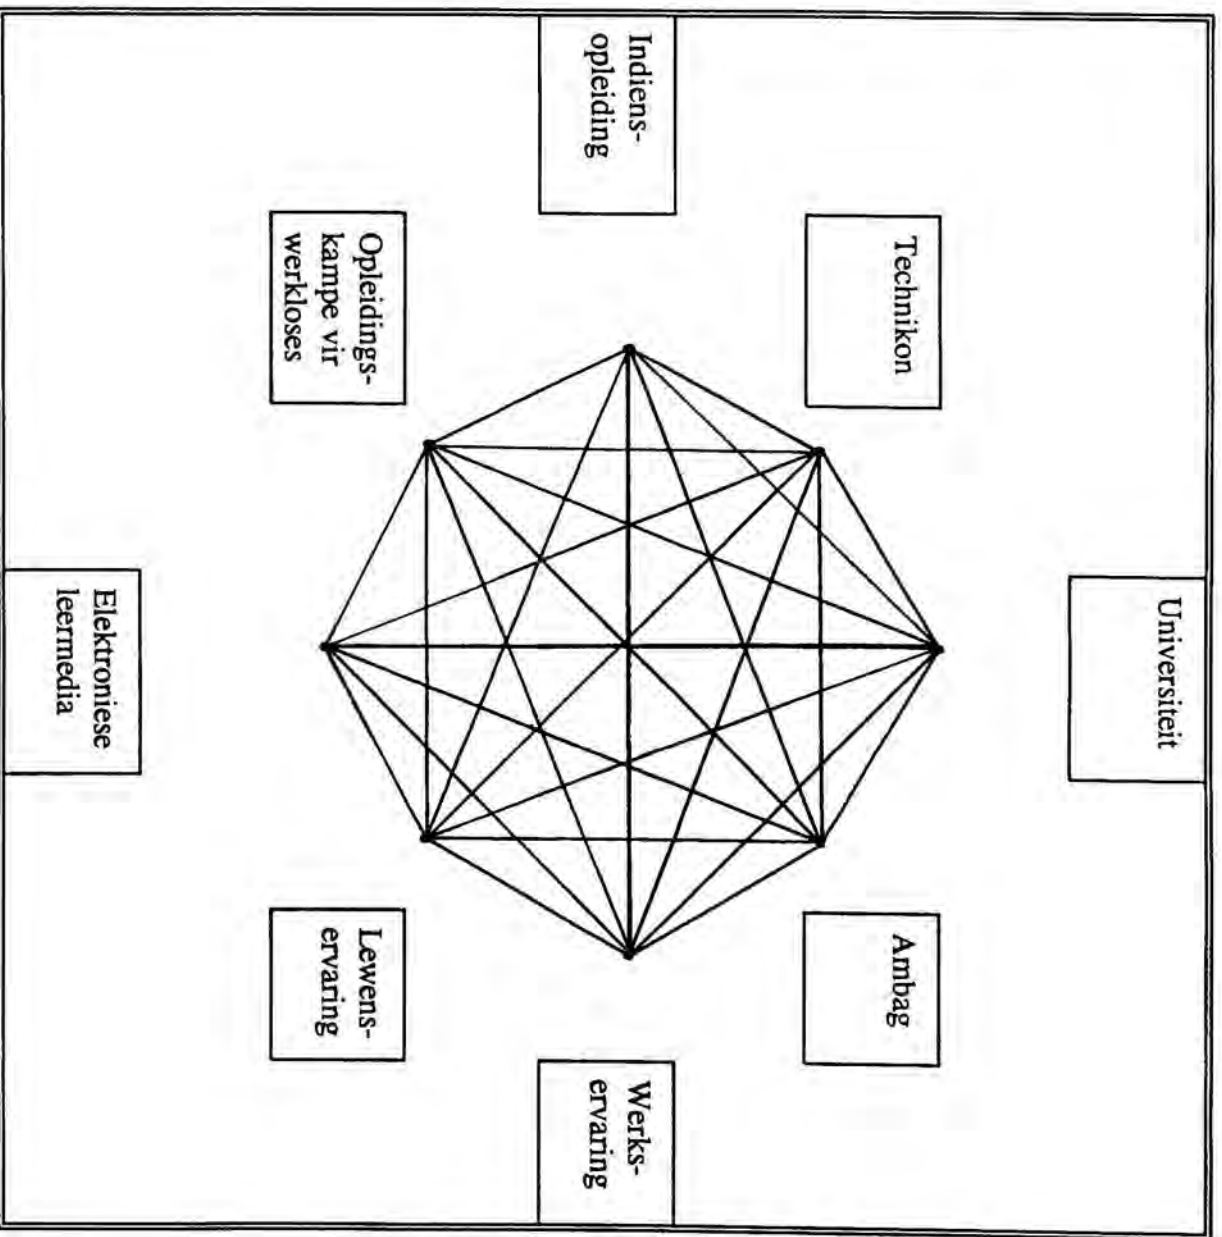 Universiteit
Technikon
Ambag
Indiens-
opleiding
Werks-
ervaring
Opleidings-
kampe vir
werkloses
Lewens-
ervaring
Elektroniese
leermedia